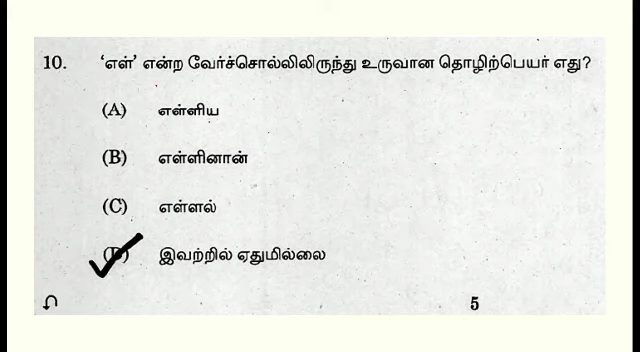 10. 'எள்' என்ற வேர்ச்சொல்லிலிருந்து உருவான தொழிற்பெயர் எது?
(A) எள்ளிய
(B) எள்ளினான்
(C) எள்ளல்
(D) இவற்றில் ஏதுமில்லை
5